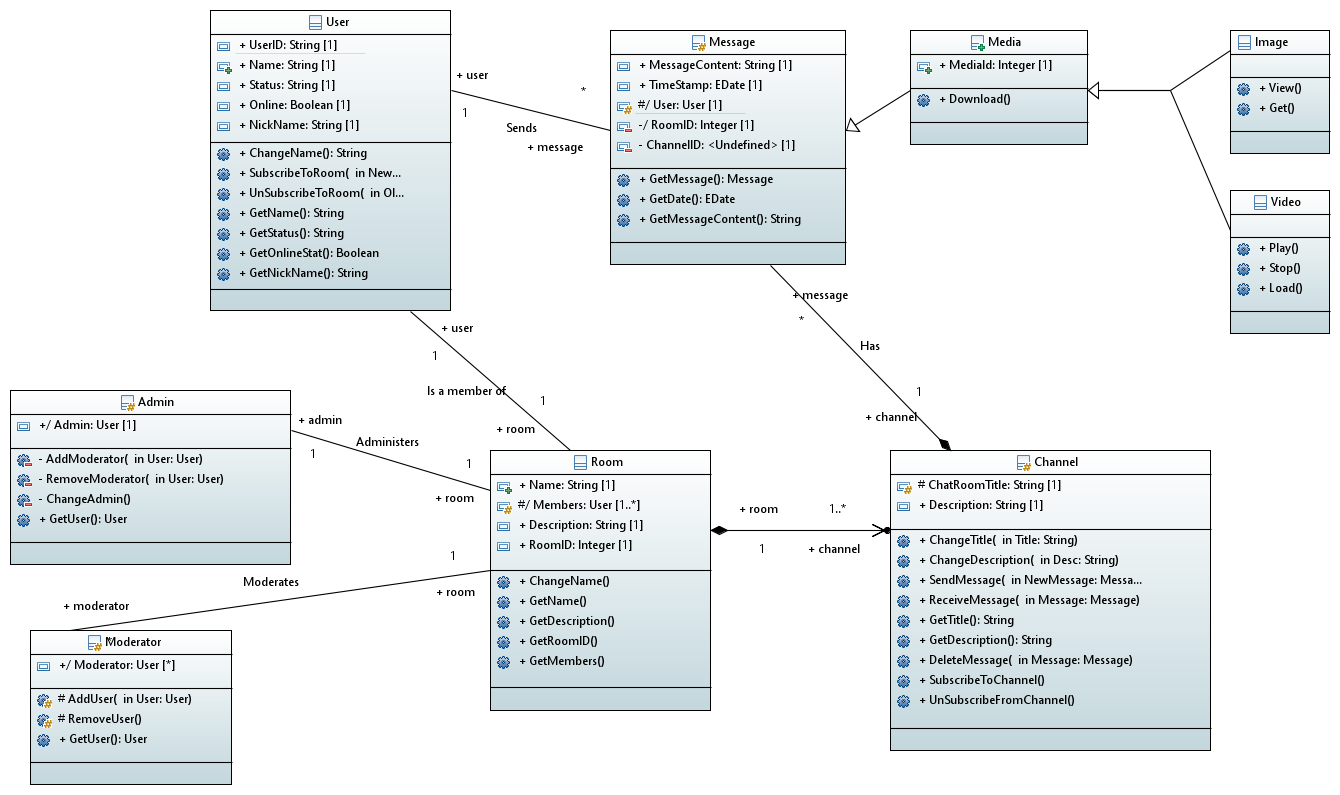 User
+ UserID: String [1]
+ Name: String [1]
+ Status: String [1]
+ Online: Boolean [1]
+ NickName: String [1]
+ ChangeName(): String
+ SubscribeToRoom(  in New...
+ UnSubscribeToRoom(  in Ol...
+ GetName(): String
+ GetStatus(): String
+ GetOnlineStat(): Boolean
+ GetNickName(): String
+ user
1
*
Sends
+ message
Message
+ MessageContent: String [1]
+ TimeStamp: EDate [1]
#/ User: User [1]
-/ RoomID: Integer [1]
- ChannelID: <Undefined> [1]
+ GetMessage(): Message
+ GetDate(): EDate
+ GetMessageContent(): String
Media
+ MediaId: Integer [1]
+ Download()
Image
+ View()
+ Get()
Video
+ Play()
+ Stop()
+ Load()
+ message
*
Has
1
+ channel
+ user
1
Is a member of
1
+ room
Admin
+/ Admin: User [1]
- AddModerator(  in User: User)
- RemoveModerator(  in User: User)
- ChangeAdmin()
+ GetUser(): User
+ admin
1
Administers
1
+ room
Room
+ Name: String [1]
#/ Members: User [1..*]
+ Description: String [1]
+ RoomID: Integer [1]
+ ChangeName()
+ GetName()
+ GetDescription()
+ GetRoomID()
+ GetMembers()
+ room
1
1..*
+ channel
Channel
# ChatRoomTitle: String [1]
+ Description: String [1]
+ ChangeTitle(  in Title: String)
+ ChangeDescription(  in Desc: String)
+ SendMessage(  in NewMessage: Messa...
+ ReceiveMessage(  in Message: Message)
+ GetTitle(): String
+ GetDescription(): String
+ DeleteMessage(  in Message: Message)
+ SubscribeToChannel()
+ UnSubscribeFromChannel()
1
Moderates
+ room
+ moderator
Moderator
+/ Moderator: User [*]
# AddUser(  in User: User)
# RemoveUser()
+ GetUser(): User